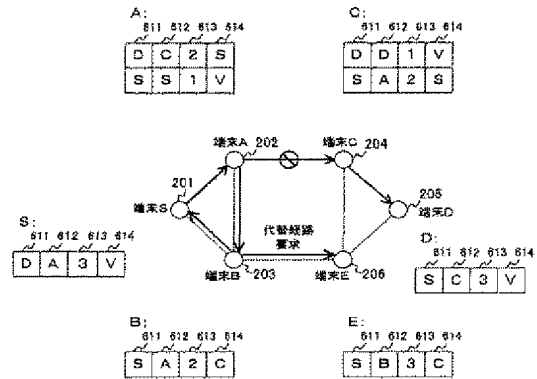 A:
611 612 613 614
D C 2 S
S S 1 V
C:
611 612 613 614
D D 1 V
S A 2 S
端末A
202
端末C
204
201
端末S
205
端末D
S:
611 612 613 614
D A 3 V
代替経路
要求
端末B
203
端末E
206
D:
611 612 613 614
S C 3 V
B:
611 612 613 614
S A 2 C
E:
611 612 613 614
S B 3 C